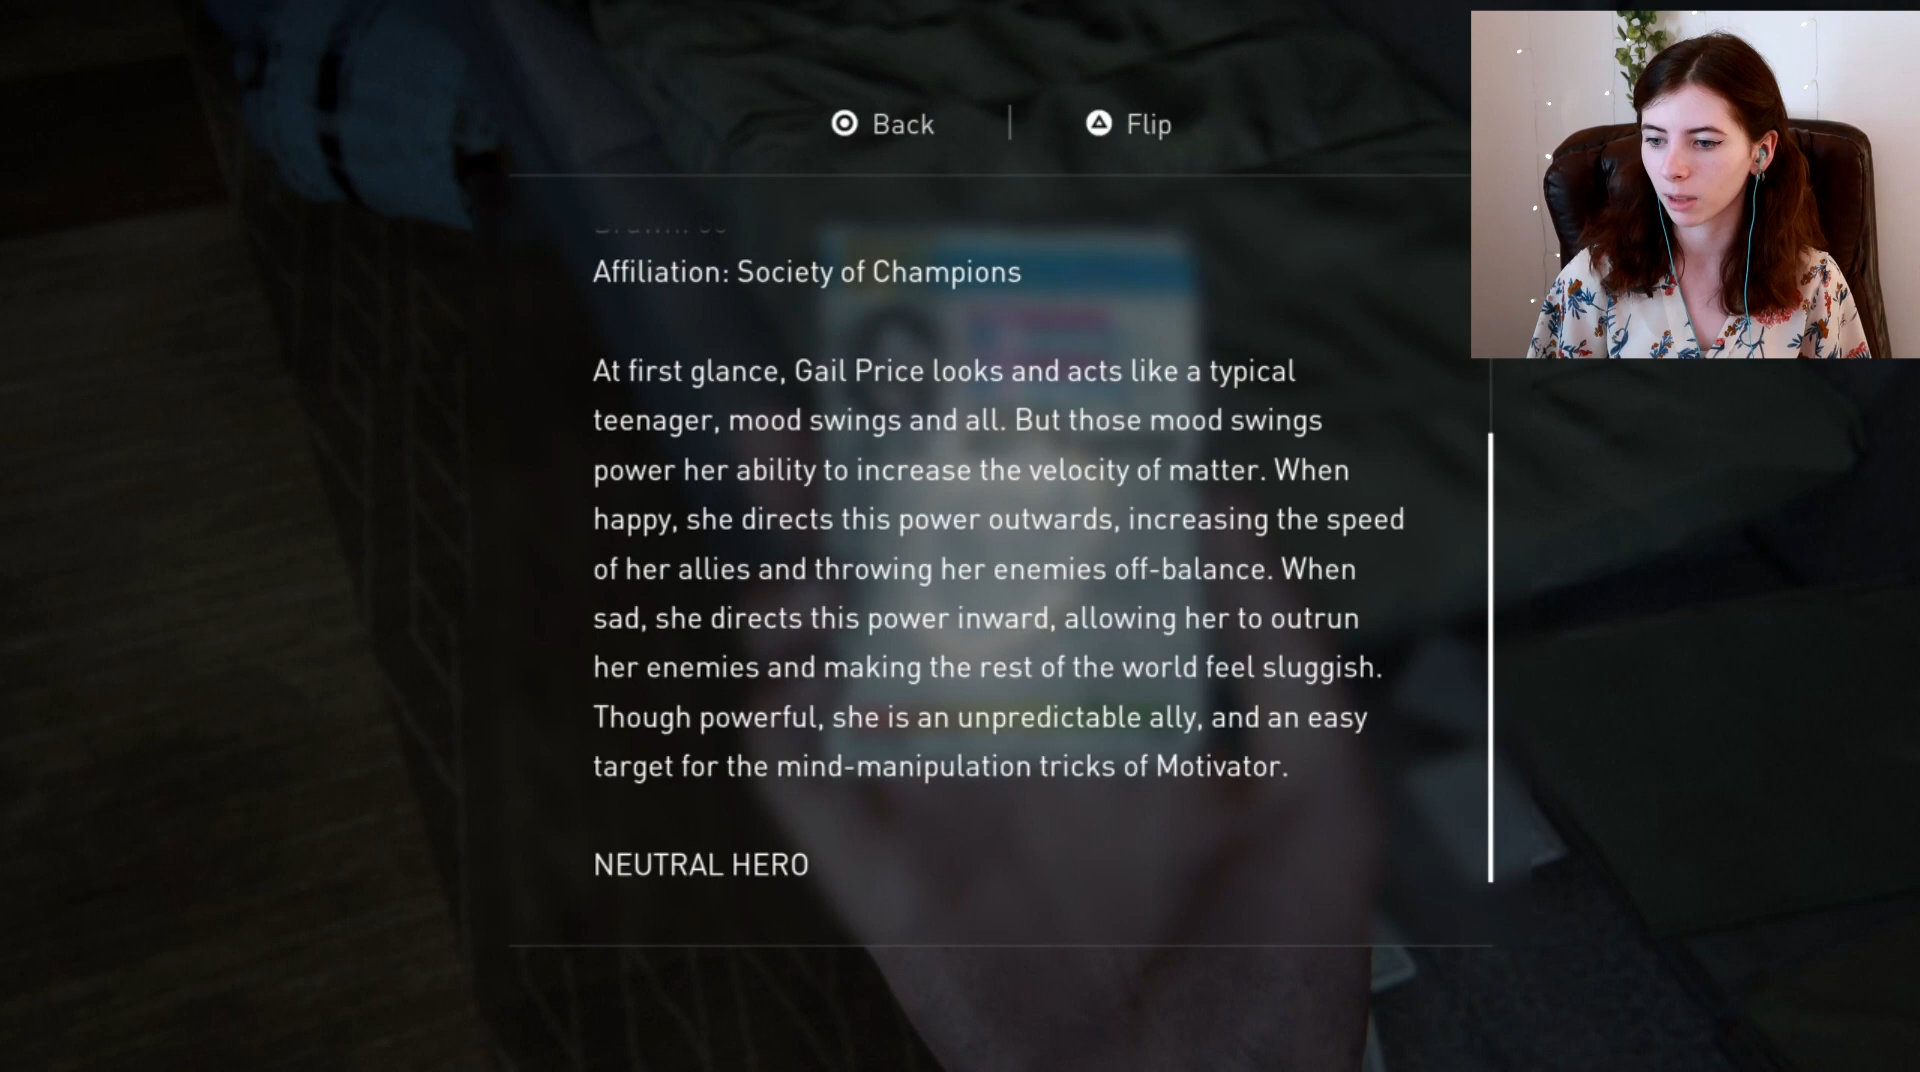 Back | Flip
Affiliation: Society of Champions
At first glance, Gail Price looks and acts like a typical
teenager, mood swings and all. But those mood swings
power her ability to increase the velocity of matter. When
happy, she directs this power outwards, increasing the speed
of her allies and throwing her enemies off-balance. When
sad, she directs this power inward, allowing her to outrun
her enemies and making the rest of the world feel sluggish.
Though powerful, she is an unpredictable ally, and an easy
target for the mind-manipulation tricks of Motivator.
NEUTRAL HERO